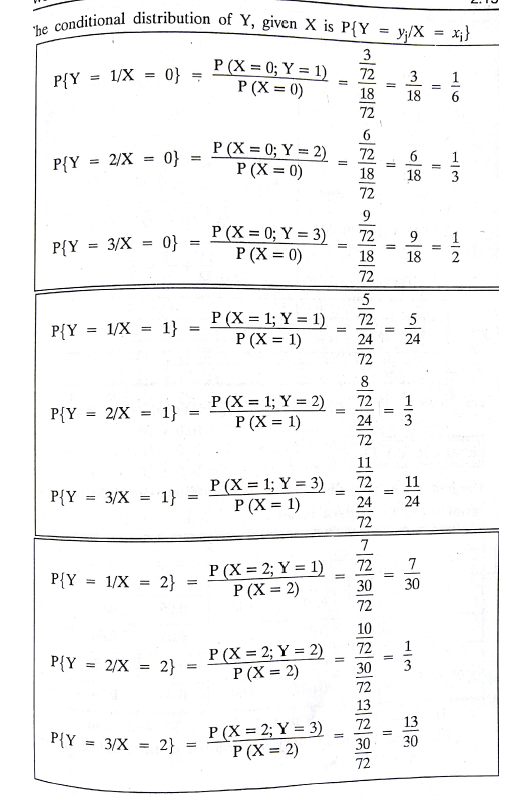 2.15
he conditional distribution of Y, given X is P{Y = yj/X = xi}
P{Y = 1/X = 0} = P (X = 0; Y = 1) / P (X = 0) = (3/72) / (18/72) = 3/18 = 1/6
P{Y = 2/X = 0} = P (X = 0; Y = 2) / P (X = 0) = (6/72) / (18/72) = 6/18 = 1/3
P{Y = 3/X = 0} = P (X = 0; Y = 3) / P (X = 0) = (9/72) / (18/72) = 9/18 = 1/2
P{Y = 1/X = 1} = P (X = 1; Y = 1) / P (X = 1) = (5/72) / (24/72) = 5/24
P{Y = 2/X = 1} = P (X = 1; Y = 2) / P (X = 1) = (8/72) / (24/72) = 1/3
P{Y = 3/X = 1} = P (X = 1; Y = 3) / P (X = 1) = (11/72) / (24/72) = 11/24
P{Y = 1/X = 2} = P (X = 2; Y = 1) / P (X = 2) = (7/72) / (30/72) = 7/30
P{Y = 2/X = 2} = P (X = 2; Y = 2) / P (X = 2) = (10/72) / (30/72) = 1/3
P{Y = 3/X = 2} = P (X = 2; Y = 3) / P (X = 2) = (13/72) / (30/72) = 13/30